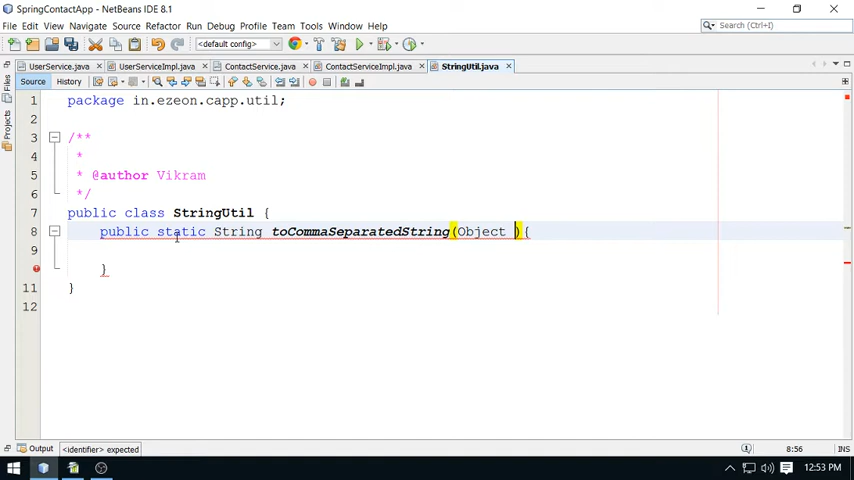 SpringContactApp - NetBeans IDE 8.1
File Edit View Navigate Source Refactor Run Debug Profile Team Tools Window Help
Search (Ctrl+I)
<default config>
UserService.java UserServiceImpl.java ContactService.java ContactServiceImpl.java StringUtil.java
Source History
Files
Projects
1 package in.ezeon.capp.util;
2
3 /**
4 *
5 * @author Vikram
6 */
7 public class StringUtil {
8 public static String toCommaSeparatedString(Object ){
9
}
11 }
12
Output <identifier> expected 1 8:56 INS
12:53 PM